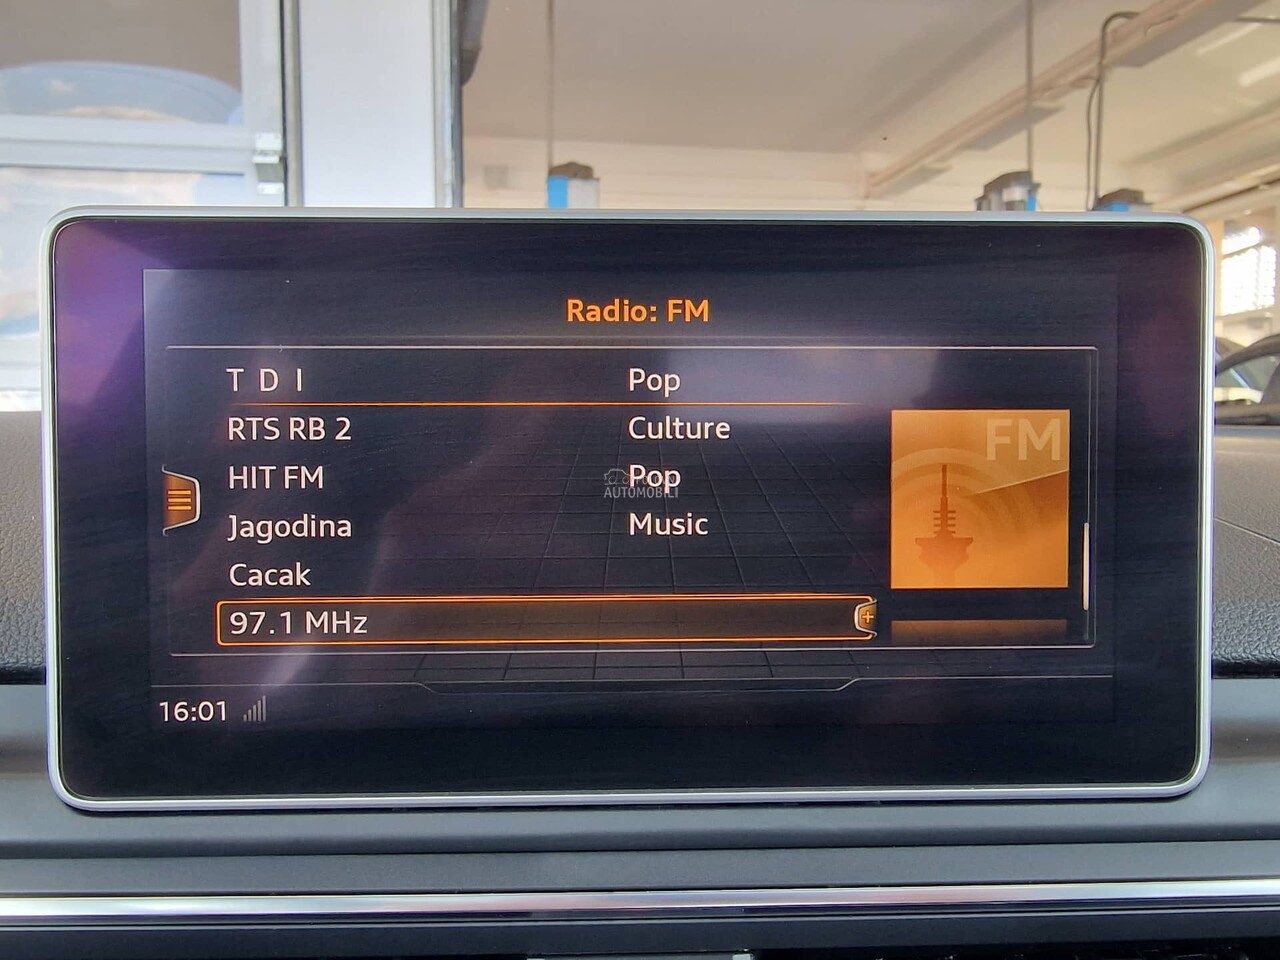 Radio: FM
T D I Pop
RTS RB 2 Culture
HIT FM Pop
Jagodina Music
Cacak
97.1 MHz
FM
16:01
AUTOMOBILI